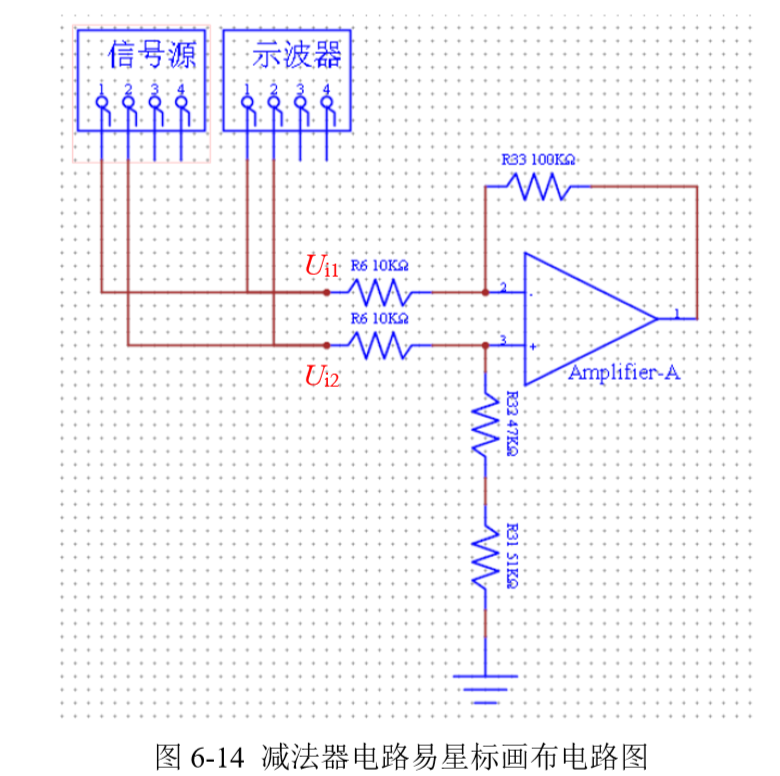 信号源
1 2 3 4
示波器
1 2 3 4
R33 100KΩ
Ui1
R6 10KΩ
2
-
R6 10KΩ
3
+
1
Ui2
Amplifier-A
R32 47KΩ
R31 51KΩ
图 6-14 减法器电路易星标画布电路图